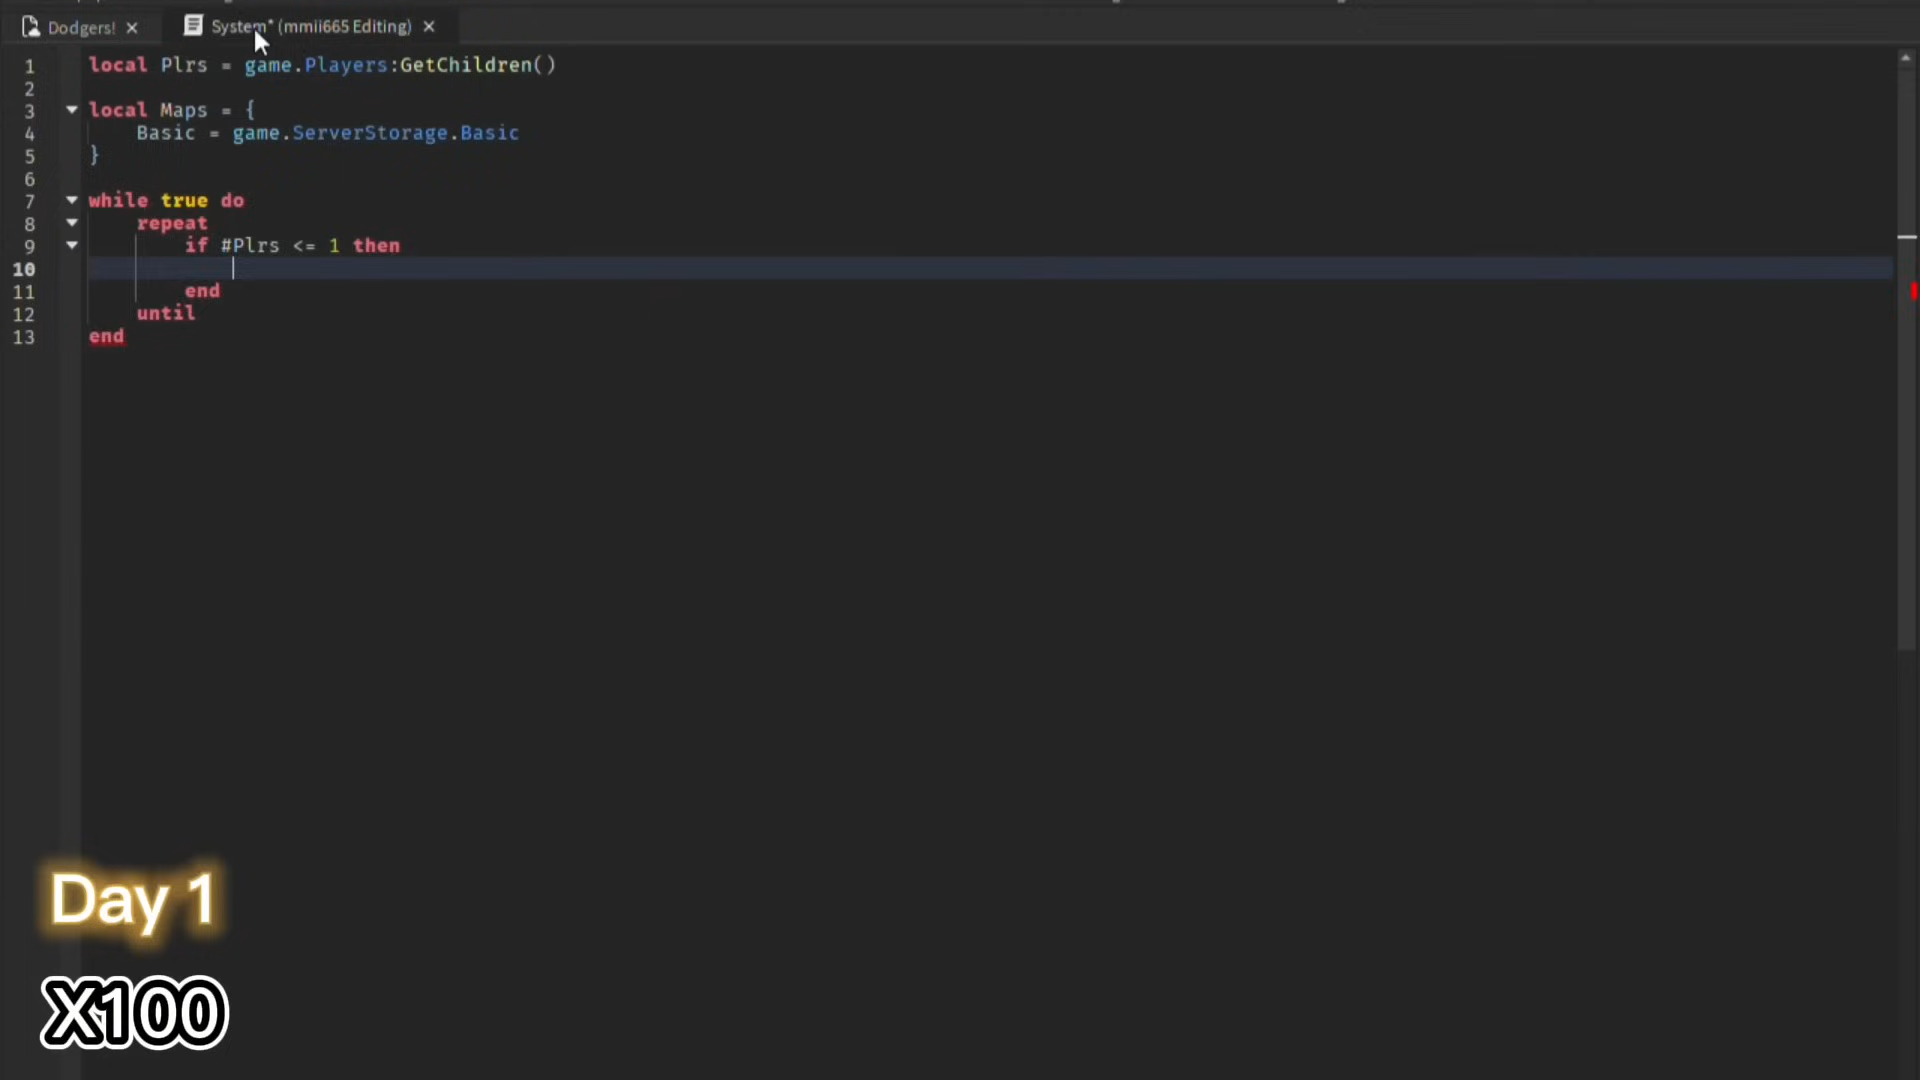 Dodgers! × System* (mmii665 Editing) ×
1 local Plrs = game.Players:GetChildren()
2
3 local Maps = {
4 Basic = game.ServerStorage.Basic
5 }
6
7 while true do
8 repeat
9 if #Plrs <= 1 then
10
11 end
12 until
13 end
Day 1
X100